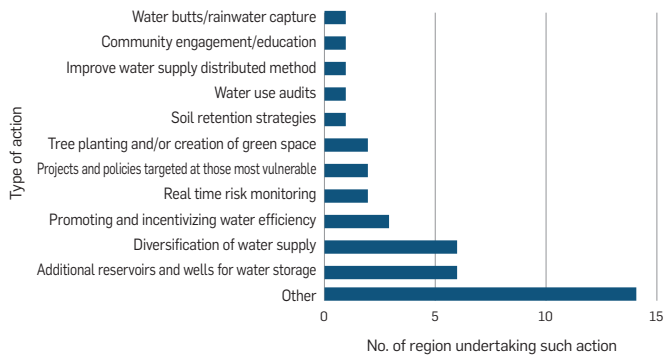 Water butts/rainwater capture
Community engagement/education
Improve water supply distributed method
Water use audits
Soil retention strategies
Tree planting and/or creation of green space
Projects and policies targeted at those most vulnerable
Real time risk monitoring
Promoting and incentivizing water efficiency
Diversification of water supply
Additional reservoirs and wells for water storage
Other
Type of action
0 5 10 15
No. of region undertaking such action